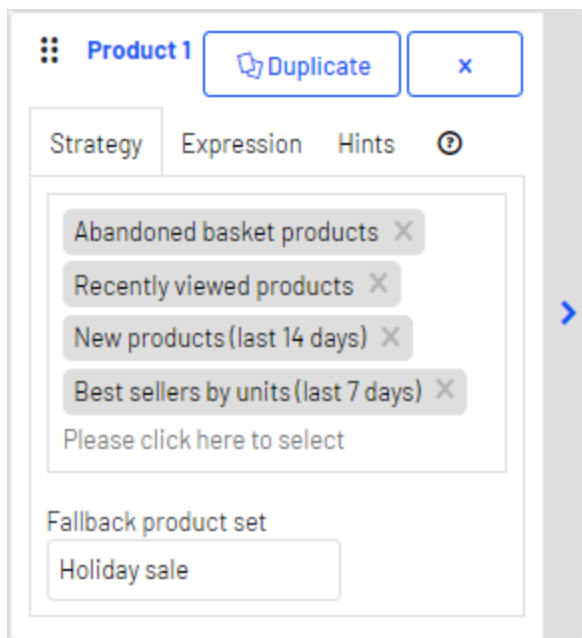 Product 1
Duplicate
x
Strategy Expression Hints ?
Abandoned basket products X
Recently viewed products X
New products (last 14 days) X
Best sellers by units (last 7 days) X
Please click here to select
Fallback product set
Holiday sale